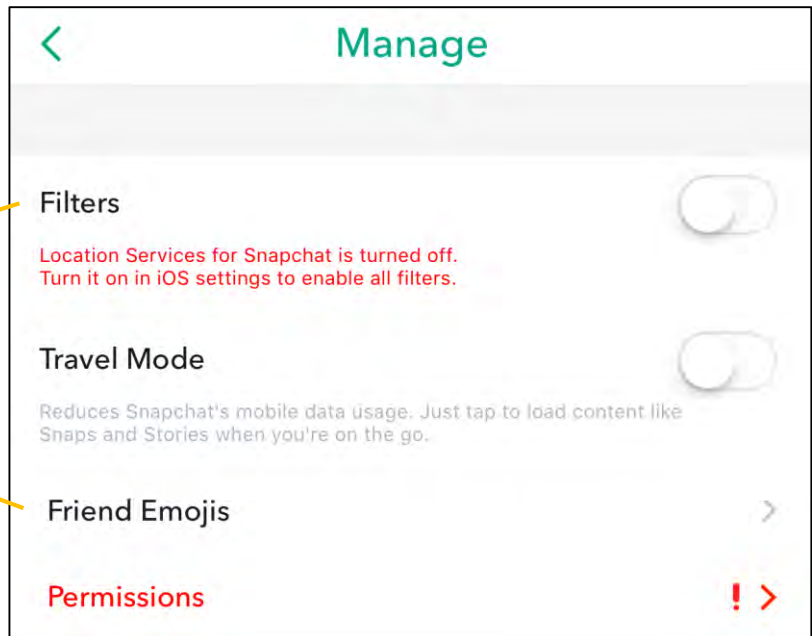 Manage
Filters
Location Services for Snapchat is turned off.
Turn it on in iOS settings to enable all filters.
Travel Mode
Reduces Snapchat's mobile data usage. Just tap to load content like
Snaps and Stories when you're on the go.
Friend Emojis
Permissions !